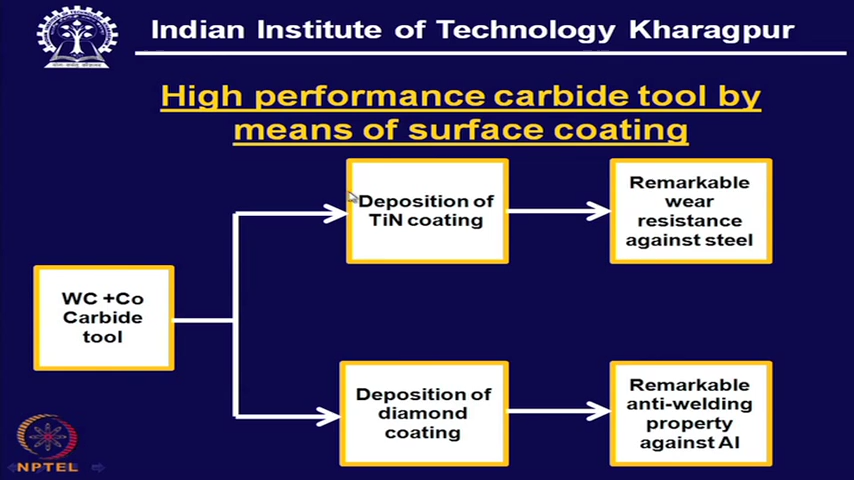 Indian Institute of Technology Kharagpur
High performance carbide tool by
means of surface coating
Deposition of
TiN coating
Remarkable
wear
resistance
against steel
WC +Co
Carbide
tool
Deposition of
diamond
coating
Remarkable
anti-welding
property
against Al
NPTEL